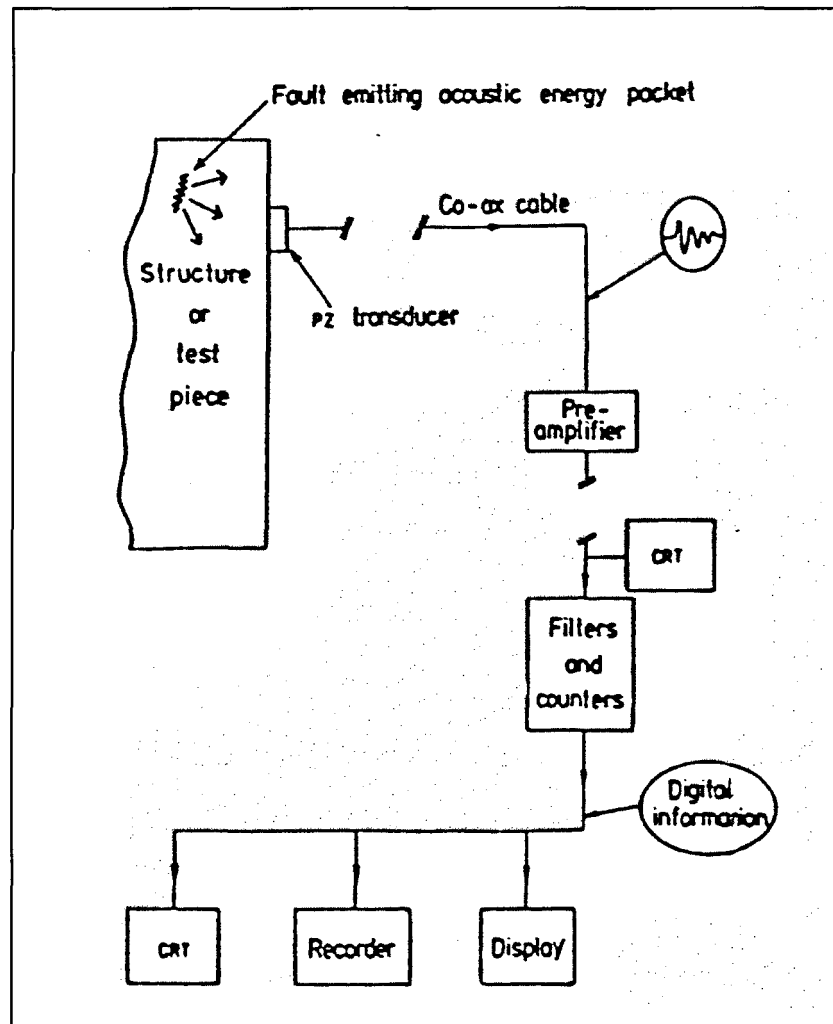 Fault emitting acoustic energy packet
Co-ax cable
Structure
or
test
piece
PZ transducer
Pre-
amplifier
CRT
Filters
and
counters
Digital
information
CRT
Recorder
Display